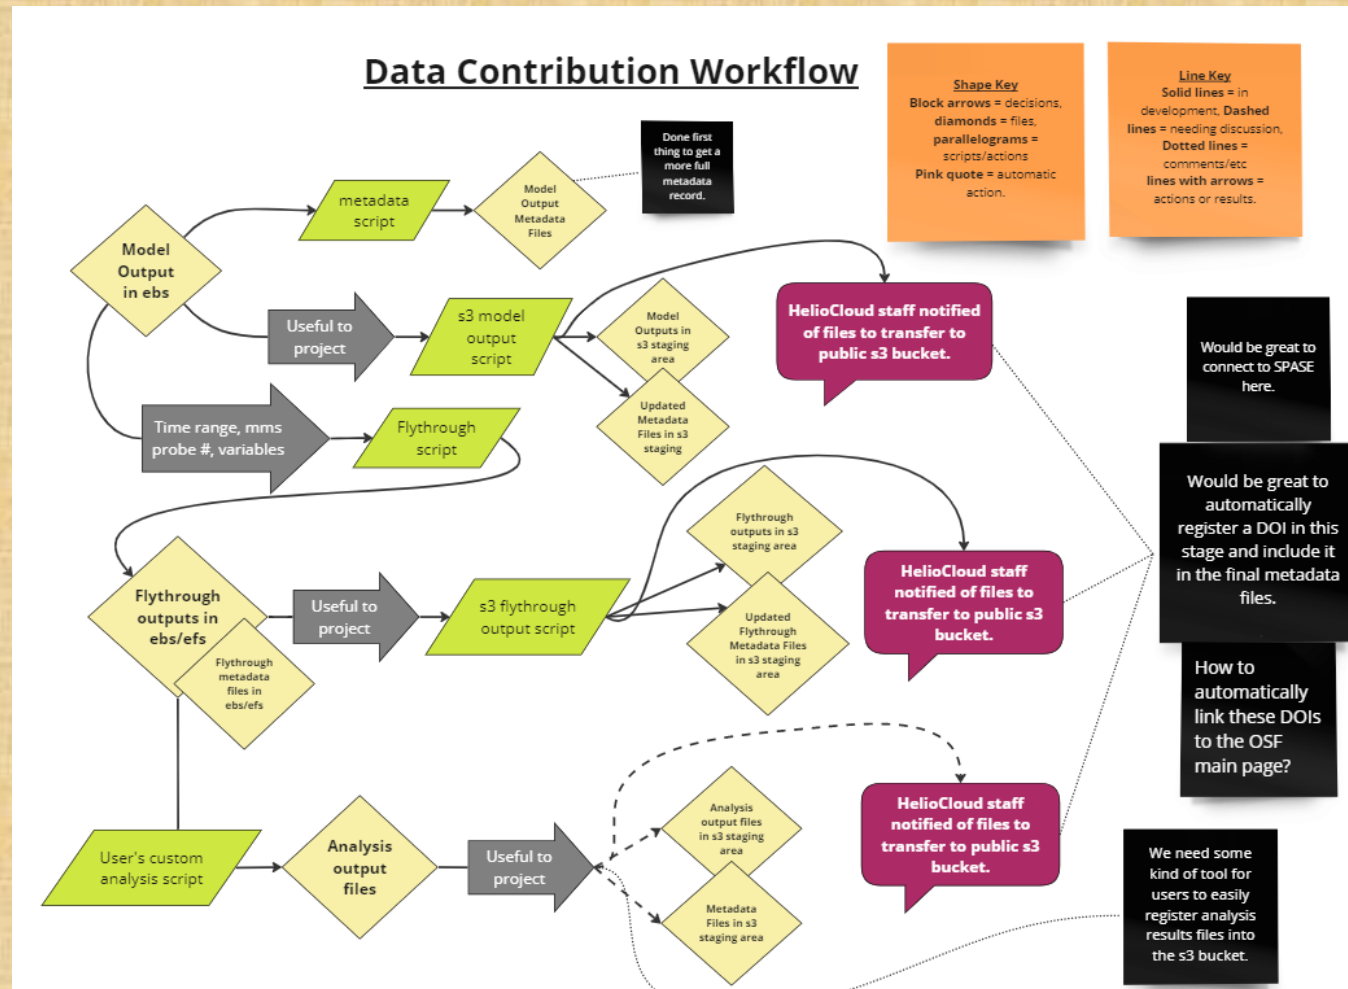 Data Contribution Workflow
Shape Key
Block arrows = decisions,
diamonds = files,
parallelograms =
scripts/actions
Pink quote = automatic
action.
Line Key
Solid lines = in
development, Dashed
lines = needing discussion,
Dotted lines =
comments/etc
lines with arrows =
actions or results.
Done first
thing to get a
more full
metadata
record.
metadata
script
Model
Output
Metadata
Files
Model
Output
in ebs
Useful to
project
s3 model
output
script
Model
Outputs in
s3 staging
area
Updated
Metadata
Files in s3
staging
HelioCloud staff notified
of files to transfer to
public s3 bucket.
Would be great to
connect to SPASE
here.
Time range, mms
probe #, variables
Flythrough
script
Would be great to
automatically
register a DOI in this
stage and include it
in the final metadata
files.
Flythrough
outputs in s3
staging area
Flythrough
outputs in
ebs/efs
Flythrough
metadata
files in
ebs/efs
Useful to
project
s3 flythrough
output script
Updated
Flythrough
Metadata Files
in s3 staging
area
HelioCloud staff
notified of files to
transfer to public s3
bucket.
How to
automatically
link these DOIs
to the OSF
main page?
User's custom
analysis script
Analysis
output
files
Useful to
project
Analysis
output files
in s3 staging
area
Metadata
Files in s3
staging area
HelioCloud staff
notified of files to
transfer to public s3
bucket.
We need some
kind of tool for
users to easily
register analysis
results files into
the s3 bucket.